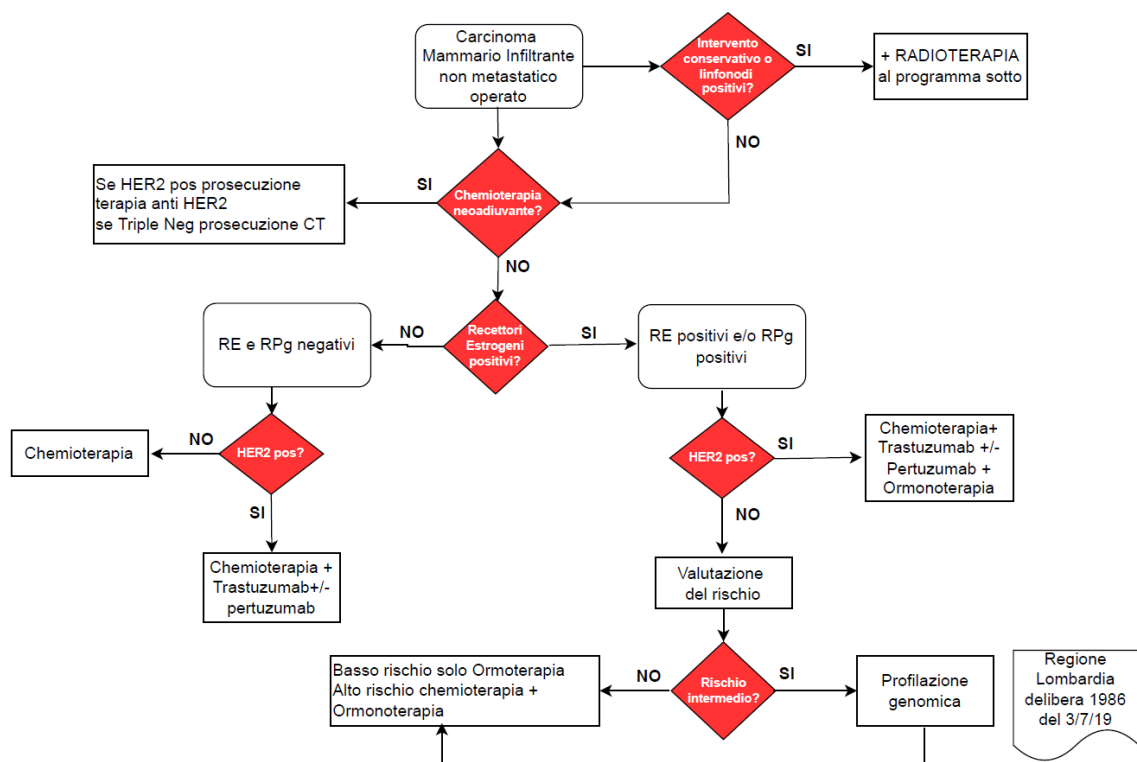 Carcinoma
Mammario Infiltrante
non metastatico
operato
Intervento
conservativo o
linfonodi
positivi?
SI
+ RADIOTERAPIA
al programma sotto
NO
Se HER2 pos prosecuzione
terapia anti HER2
se Triple Neg prosecuzione CT
SI
Chemioterapia
neoadiuvante?
NO
RE e RPg negativi
NO
Recettori
Estrogeni
positivi?
SI
RE positivi e/o RPg
positivi
Chemioterapia
NO
HER2 pos?
SI
Chemioterapia +
Trastuzumab+/-
pertuzumab
HER2 pos?
SI
Chemioterapia+
Trastuzumab +/-
Pertuzumab +
Ormonoterapia
NO
Valutazione
del rischio
Basso rischio solo Ormoterapia
Alto rischio chemioterapia +
Ormonoterapia
NO
Rischio
intermedio?
SI
Profilazione
genomica
Regione
Lombardia
delibera 1986
del 3/7/19